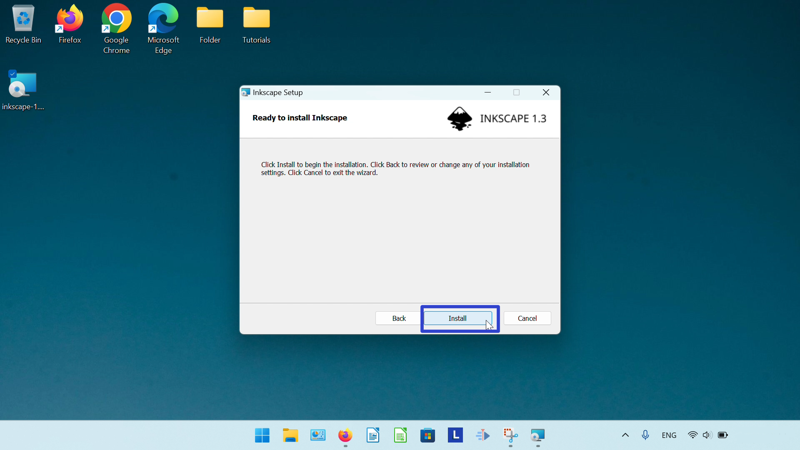 Recycle Bin
Firefox
Google
Chrome
Microsoft
Edge
Folder
Tutorials
inkscape-1....
Inkscape Setup
Ready to install Inkscape
INKSCAPE 1.3
Click Install to begin the installation. Click Back to review or change any of your installation
settings. Click Cancel to exit the wizard.
Back
Install
Cancel
L
ENG